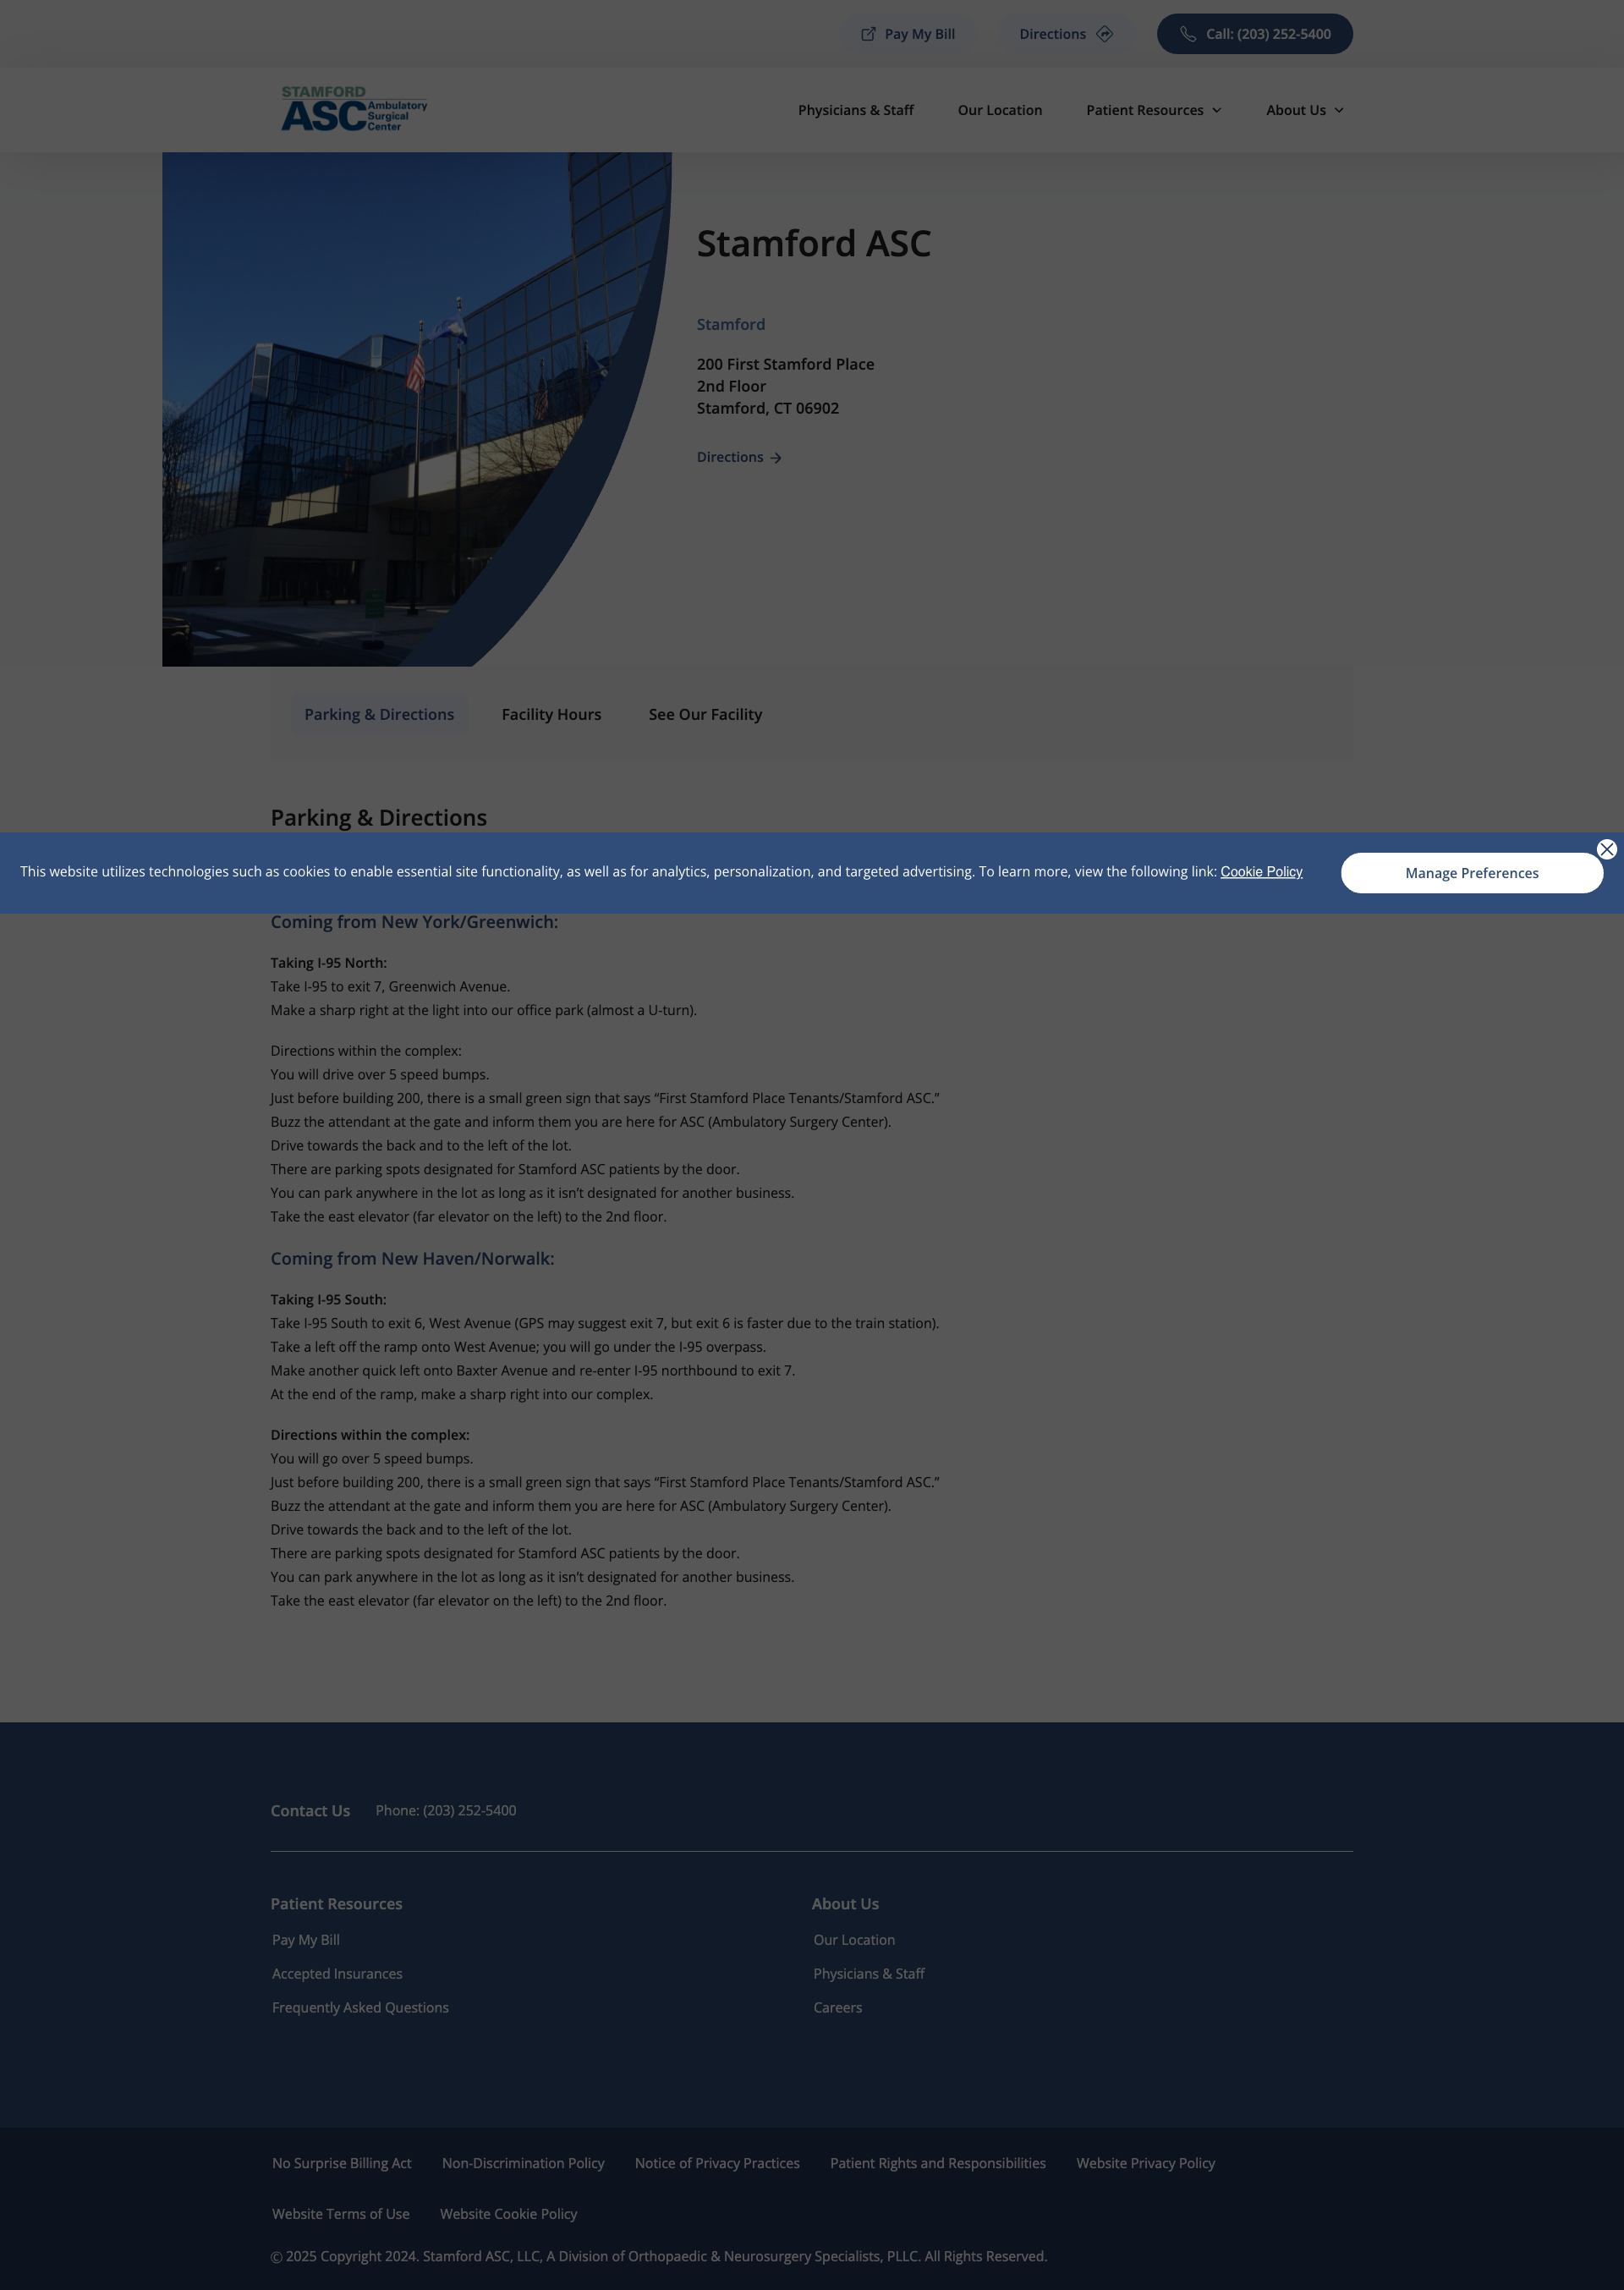 Pay My Bill
Directions
Call: (203) 252-5400
STAMFORD
ASC Ambulatory Surgical Center
Physicians & Staff
Our Location
Patient Resources
About Us
Stamford ASC
Stamford
200 First Stamford Place
2nd Floor
Stamford, CT 06902
Directions
Parking & Directions
Facility Hours
See Our Facility
Parking & Directions
This website utilizes technologies such as cookies to enable essential site functionality, as well as for analytics, personalization, and targeted advertising. To learn more, view the following link: Cookie Policy
Manage Preferences
Coming from New York/Greenwich:
Taking I-95 North:
Take I-95 to exit 7, Greenwich Avenue.
Make a sharp right at the light into our office park (almost a U-turn).
Directions within the complex:
You will drive over 5 speed bumps.
Just before building 200, there is a small green sign that says “First Stamford Place Tenants/Stamford ASC.”
Buzz the attendant at the gate and inform them you are here for ASC (Ambulatory Surgery Center).
Drive towards the back and to the left of the lot.
There are parking spots designated for Stamford ASC patients by the door.
You can park anywhere in the lot as long as it isn’t designated for another business.
Take the east elevator (far elevator on the left) to the 2nd floor.
Coming from New Haven/Norwalk:
Taking I-95 South:
Take I-95 South to exit 6, West Avenue (GPS may suggest exit 7, but exit 6 is faster due to the train station).
Take a left off the ramp onto West Avenue; you will go under the I-95 overpass.
Make another quick left onto Baxter Avenue and re-enter I-95 northbound to exit 7.
At the end of the ramp, make a sharp right into our complex.
Directions within the complex:
You will go over 5 speed bumps.
Just before building 200, there is a small green sign that says “First Stamford Place Tenants/Stamford ASC.”
Buzz the attendant at the gate and inform them you are here for ASC (Ambulatory Surgery Center).
Drive towards the back and to the left of the lot.
There are parking spots designated for Stamford ASC patients by the door.
You can park anywhere in the lot as long as it isn’t designated for another business.
Take the east elevator (far elevator on the left) to the 2nd floor.
Contact Us
Phone: (203) 252-5400
Patient Resources
Pay My Bill
Accepted Insurances
Frequently Asked Questions
About Us
Our Location
Physicians & Staff
Careers
No Surprise Billing Act
Non-Discrimination Policy
Notice of Privacy Practices
Patient Rights and Responsibilities
Website Privacy Policy
Website Terms of Use
Website Cookie Policy
© 2025 Copyright 2024. Stamford ASC, LLC, A Division of Orthopaedic & Neurosurgery Specialists, PLLC. All Rights Reserved.